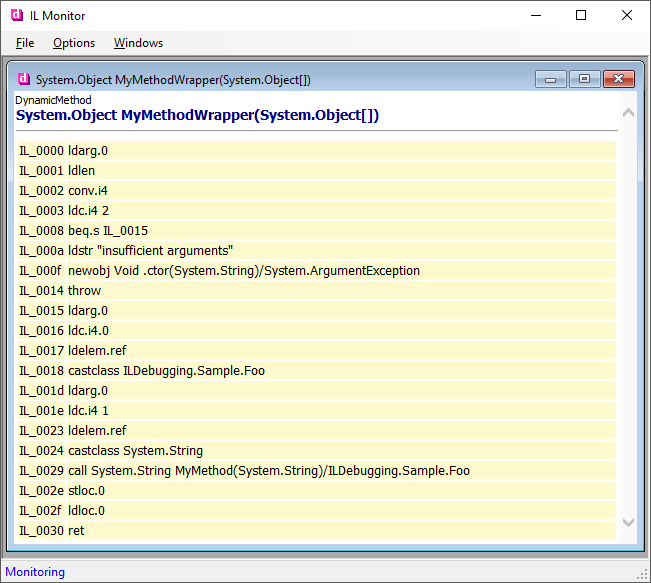 IL Monitor
File Options Windows
System.Object MyMethodWrapper(System.Object[])
DynamicMethod
System.Object MyMethodWrapper(System.Object[])
IL_0000 ldarg.0
IL_0001 ldlen
IL_0002 conv.i4
IL_0003 ldc.i4 2
IL_0008 beq.s IL_0015
IL_000a ldstr "insufficient arguments"
IL_000f newobj Void .ctor(System.String)/System.ArgumentException
IL_0014 throw
IL_0015 ldarg.0
IL_0016 ldc.i4.0
IL_0017 ldelem.ref
IL_0018 castclass ILDebugging.Sample.Foo
IL_001d ldarg.0
IL_001e ldc.i4 1
IL_0023 ldelem.ref
IL_0024 castclass System.String
IL_0029 call System.String MyMethod(System.String)/ILDebugging.Sample.Foo
IL_002e stloc.0
IL_002f ldloc.0
IL_0030 ret
Monitoring